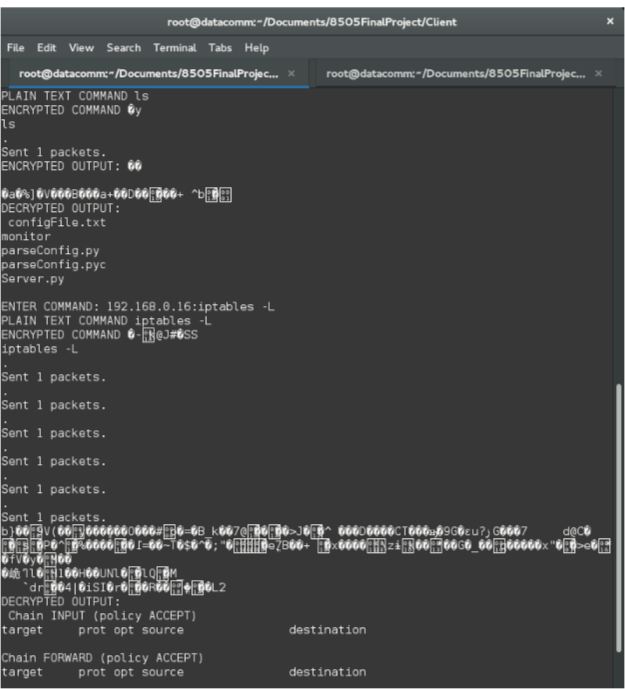 root@datacomm:~/Documents/8505FinalProject/Client ×
File Edit View Search Terminal Tabs Help
root@datacomm:~/Documents/8505FinalProjec... × root@datacomm:~/Documents/8505FinalProjec... ×
PLAIN TEXT COMMAND ls
ENCRYPTED COMMAND �y
ls
.
Sent 1 packets.
ENCRYPTED OUTPUT: ��
DECRYPTED OUTPUT:
configFile.txt
monitor
parseConfig.py
parseConfig.pyc
Server.py
ENTER COMMAND: 192.168.0.16:iptables -L
PLAIN TEXT COMMAND iptables -L
ENCRYPTED COMMAND
iptables -L
.
Sent 1 packets.
.
Sent 1 packets.
.
Sent 1 packets.
.
Sent 1 packets.
.
Sent 1 packets.
.
Sent 1 packets.
DECRYPTED OUTPUT:
Chain INPUT (policy ACCEPT)
target prot opt source destination
Chain FORWARD (policy ACCEPT)
target prot opt source destination